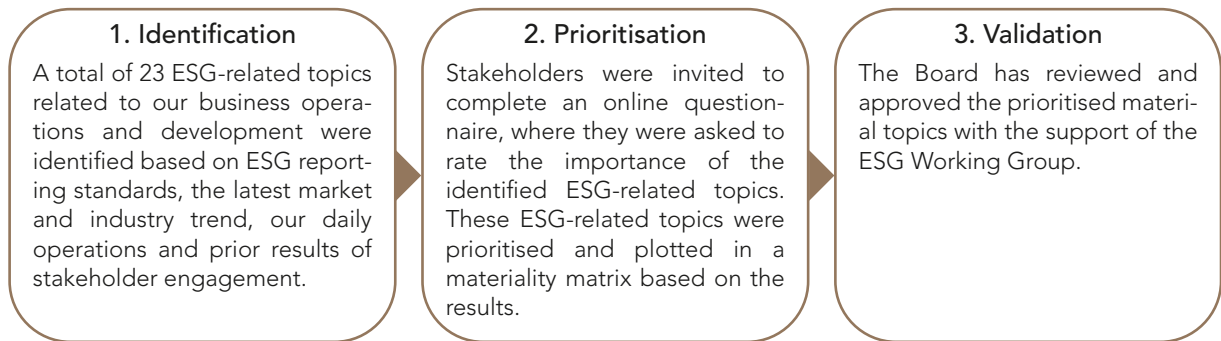 1. Identification
A total of 23 ESG-related topics
related to our business opera-
tions and development were
identified based on ESG report-
ing standards, the latest market
and industry trend, our daily
operations and prior results of
stakeholder engagement.
2. Prioritisation
Stakeholders were invited to
complete an online question-
naire, where they were asked to
rate the importance of the
identified ESG-related topics.
These ESG-related topics were
prioritised and plotted in a
materiality matrix based on the
results.
3. Validation
The Board has reviewed and
approved the prioritised materi-
al topics with the support of the
ESG Working Group.